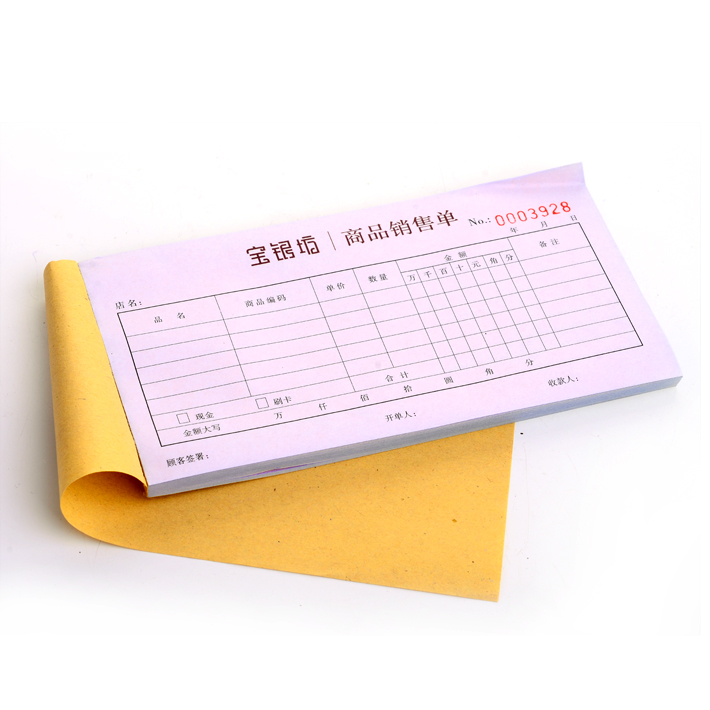 宝银坊 | 商品销售单 No.: 0003928
年 月 日
店名:
品 名 商品编码 单价 数量 金额 备注
万 千 百 十 元 角 分
合 计
现金 刷卡
金额大写 万 仟 佰 拾 圆 角 分
顾客签署: 开单人: 收款人: